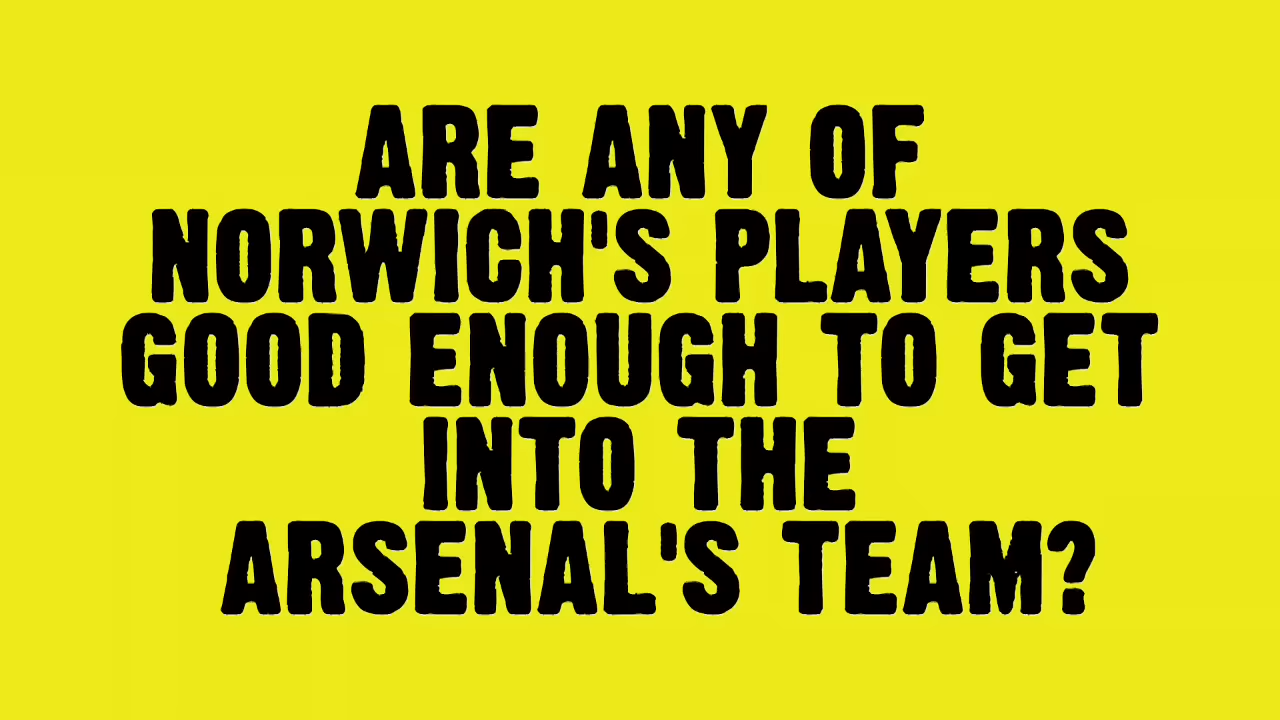 ARE ANY OF
NORWICH'S PLAYERS
GOOD ENOUGH TO GET
INTO THE
ARSENAL'S TEAM?